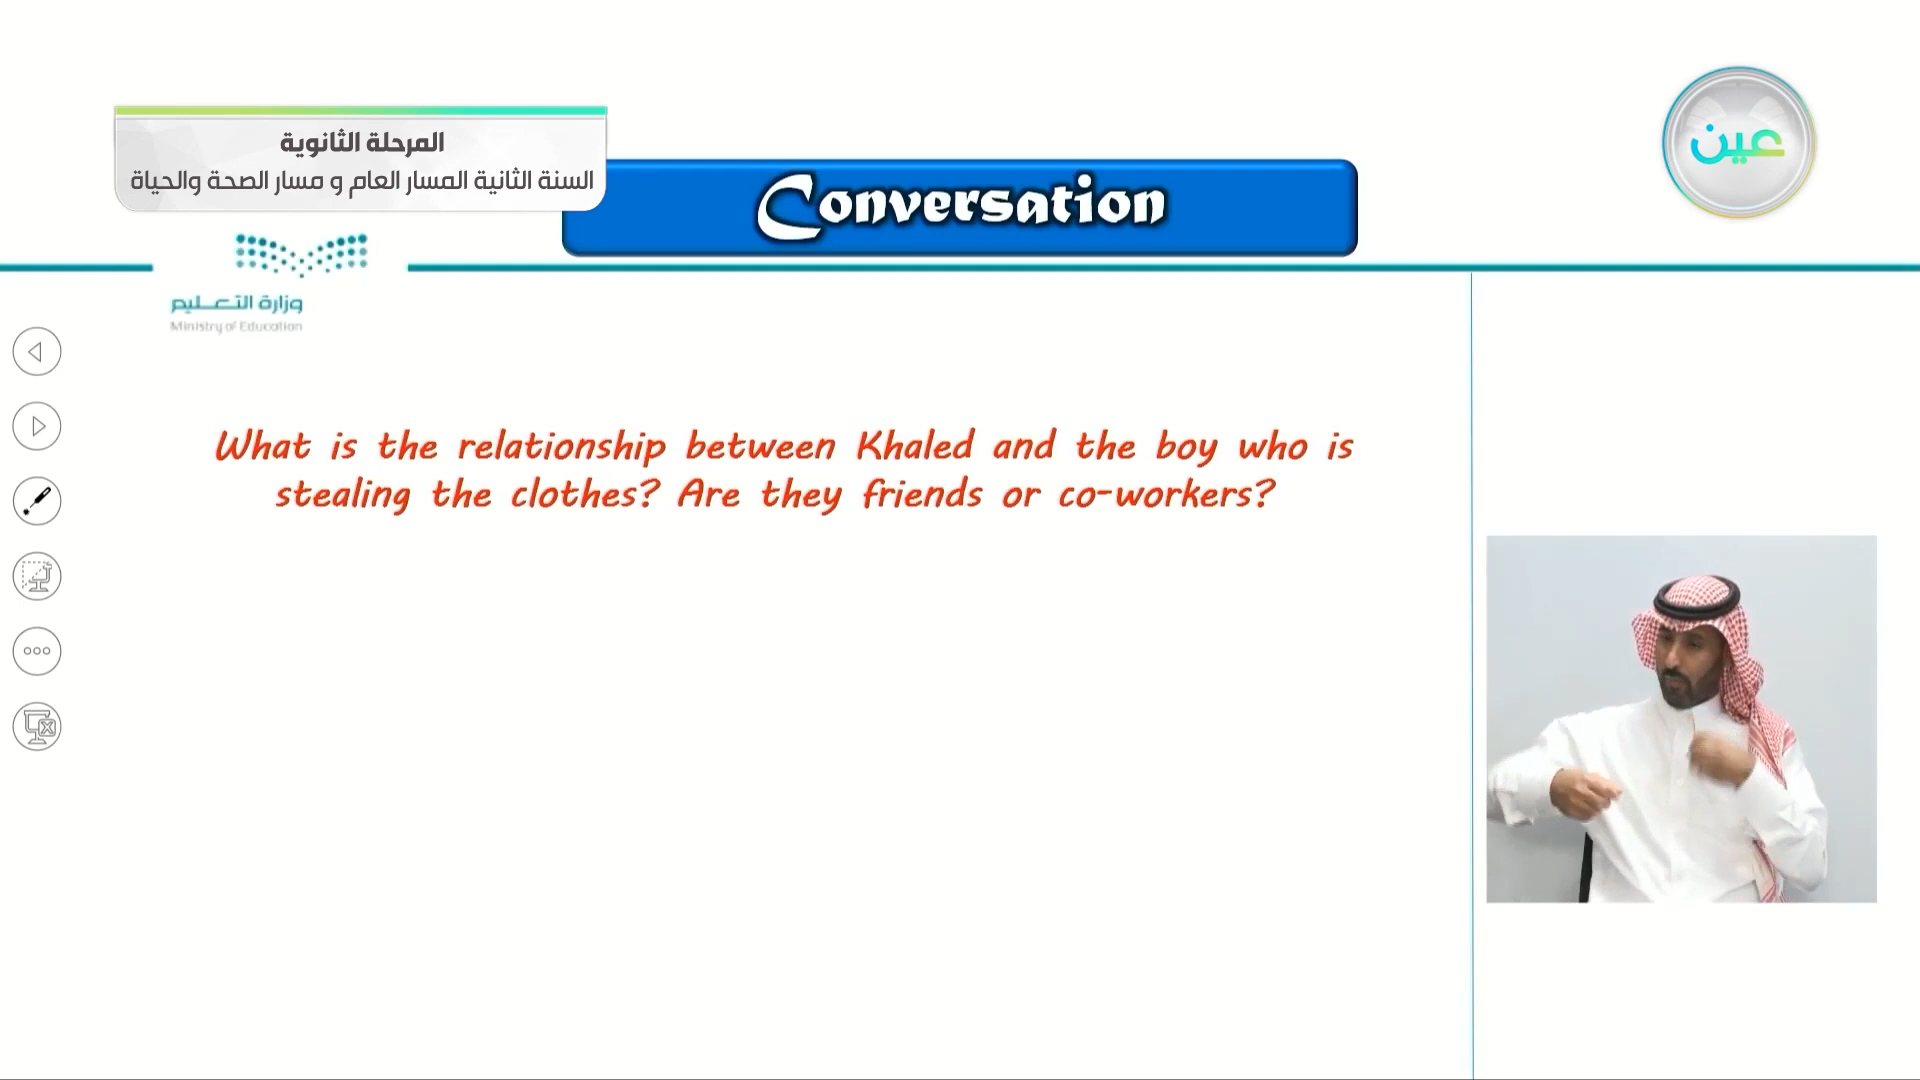 المرحلة الثانوية
السنة الثانية المسار العام و مسار الصحة والحياة
عين
Conversation
وزارة التعليم
Ministry of Education
What is the relationship between Khaled and the boy who is
stealing the clothes? Are they friends or co-workers?